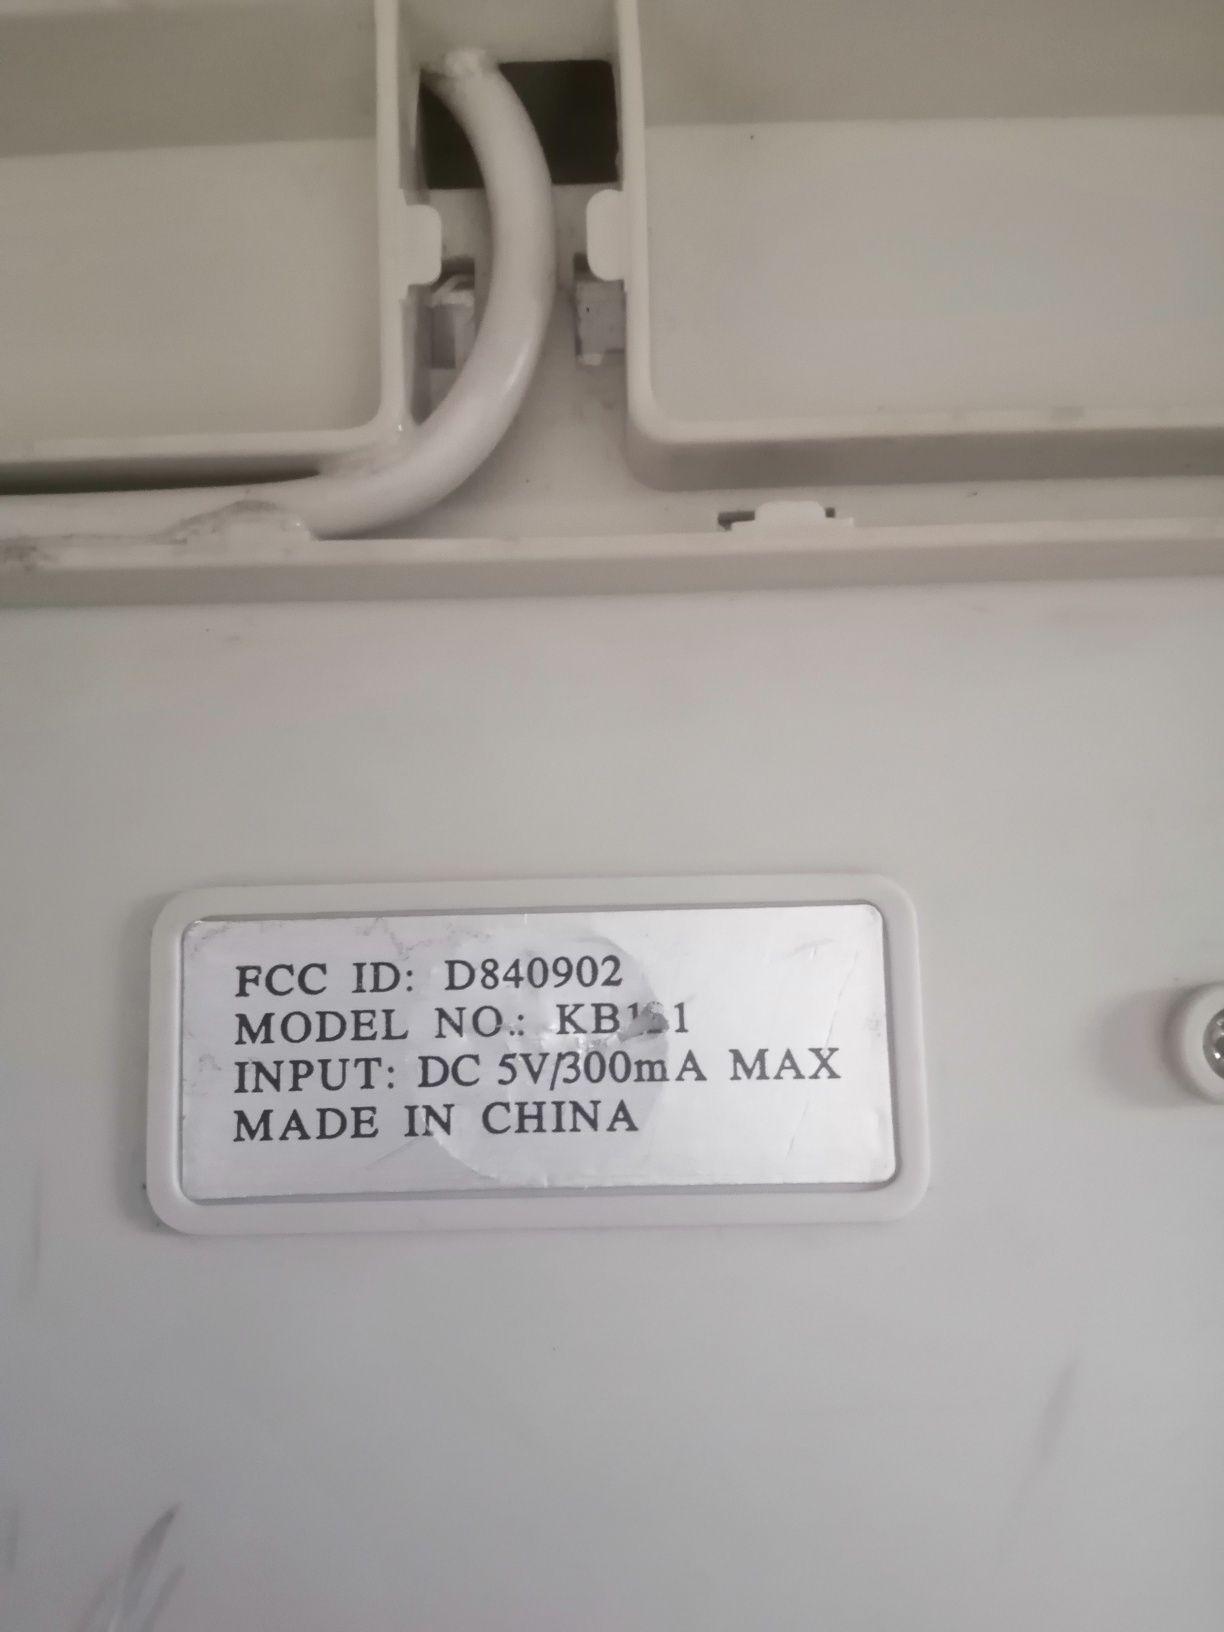 FCC ID: D840902
MODEL NO.:
INPUT: DC 5V/300mA MAX
MADE IN CHINA